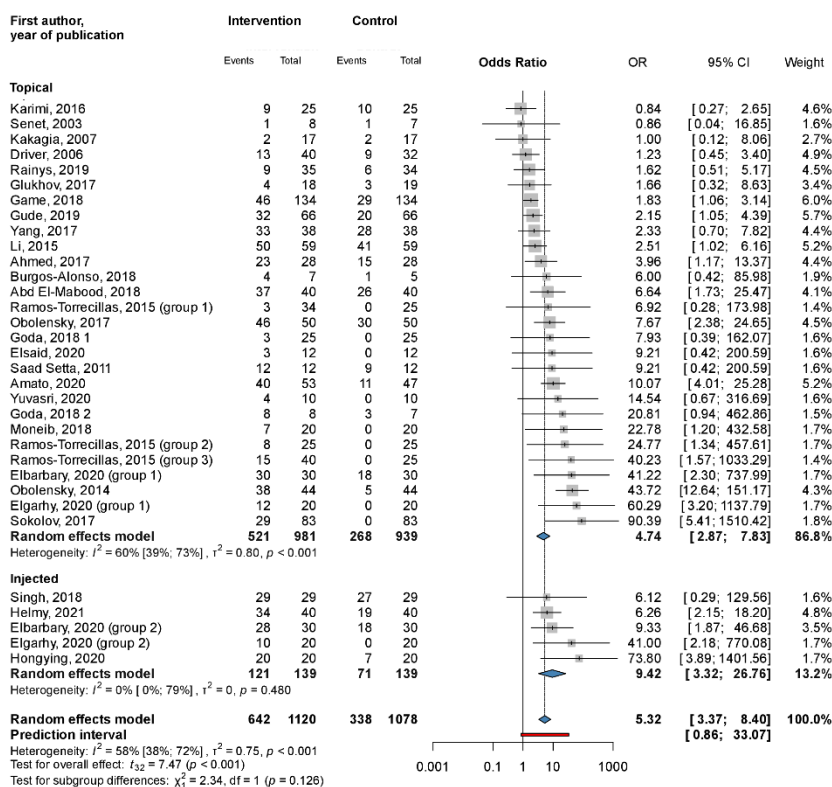 First author, Intervention Control
year of publication
Events Total Events Total Odds Ratio OR 95% CI Weight
Topical
Karimi, 2016 9 25 10 25 0.84 [0.27; 2.65] 4.6%
Senet, 2003 1 8 1 7 0.86 [0.04; 16.85] 1.6%
Kakagia, 2007 2 17 2 17 1.00 [0.12; 8.06] 2.7%
Driver, 2006 13 40 9 32 1.23 [0.45; 3.40] 4.9%
Rainys, 2019 9 35 6 34 1.62 [0.51; 5.17] 4.5%
Glukhov, 2017 4 18 3 19 1.66 [0.32; 8.63] 3.4%
Game, 2018 46 134 29 134 1.83 [1.06; 3.14] 6.0%
Gude, 2019 32 66 20 66 2.15 [1.05; 4.39] 5.7%
Yang, 2017 33 38 28 38 2.33 [0.70; 7.82] 4.4%
Li, 2015 50 59 41 59 2.51 [1.02; 6.16] 5.2%
Ahmed, 2017 23 28 15 28 3.96 [1.17; 13.37] 4.4%
Burgos-Alonso, 2018 4 7 1 5 6.00 [0.42; 85.98] 1.9%
Abd El-Mabood, 2018 37 40 26 40 6.64 [1.73; 25.47] 4.1%
Ramos-Torrecillas, 2015 (group 1) 3 34 0 25 6.92 [0.28; 173.98] 1.4%
Obolensky, 2017 46 50 30 50 7.67 [2.38; 24.65] 4.5%
Goda, 2018 1 3 25 0 25 7.93 [0.39; 162.07] 1.6%
Elsaid, 2020 3 12 0 12 9.21 [0.42; 200.59] 1.6%
Saad Setta, 2011 12 12 9 12 9.21 [0.42; 200.59] 1.6%
Amato, 2020 40 53 11 47 10.07 [4.01; 25.28] 5.2%
Yuvasri, 2020 4 10 0 10 14.54 [0.67; 316.69] 1.6%
Goda, 2018 2 8 8 3 7 20.81 [0.94; 462.86] 1.6%
Moneib, 2018 7 20 0 20 22.78 [1.20; 432.58] 1.7%
Ramos-Torrecillas, 2015 (group 2) 8 25 0 25 24.77 [1.34; 457.61] 1.7%
Ramos-Torrecillas, 2015 (group 3) 15 40 0 25 40.23 [1.57; 1033.29] 1.4%
Elbarbary, 2020 (group 1) 30 30 18 30 41.22 [2.30; 737.99] 1.7%
Obolensky, 2014 38 44 5 44 43.72 [12.64; 151.17] 4.3%
Elgarhy, 2020 (group 1) 12 20 0 20 60.29 [3.20; 1137.79] 1.7%
Sokolov, 2017 29 83 0 83 90.39 [5.41; 1510.42] 1.8%
Random effects model 521 981 268 939 4.74 [2.87; 7.83] 86.8%
Heterogeneity: I² = 60% [39%; 73%], τ² = 0.80, p < 0.001
Injected
Singh, 2018 29 29 27 29 6.12 [0.29; 129.56] 1.6%
Helmy, 2021 34 40 19 40 6.26 [2.15; 18.20] 4.8%
Elbarbary, 2020 (group 2) 28 30 18 30 9.33 [1.87; 46.68] 3.5%
Elgarhy, 2020 (group 2) 10 20 0 20 41.00 [2.18; 770.08] 1.7%
Hongying, 2020 20 20 7 20 73.80 [3.89; 1401.56] 1.7%
Random effects model 121 139 71 139 9.42 [3.32; 26.76] 13.2%
Heterogeneity: I² = 0% [0%; 79%], τ² = 0, p = 0.480
Random effects model 642 1120 338 1078 5.32 [3.37; 8.40] 100.0%
Prediction interval [0.86; 33.07]
Heterogeneity: I² = 58% [38%; 72%], τ² = 0.75, p < 0.001
Test for overall effect: t₃₂ = 7.47 (p < 0.001)
Test for subgroup differences: χ²₁ = 2.34, df = 1 (p = 0.126)
0.001 0.1 1 10 1000